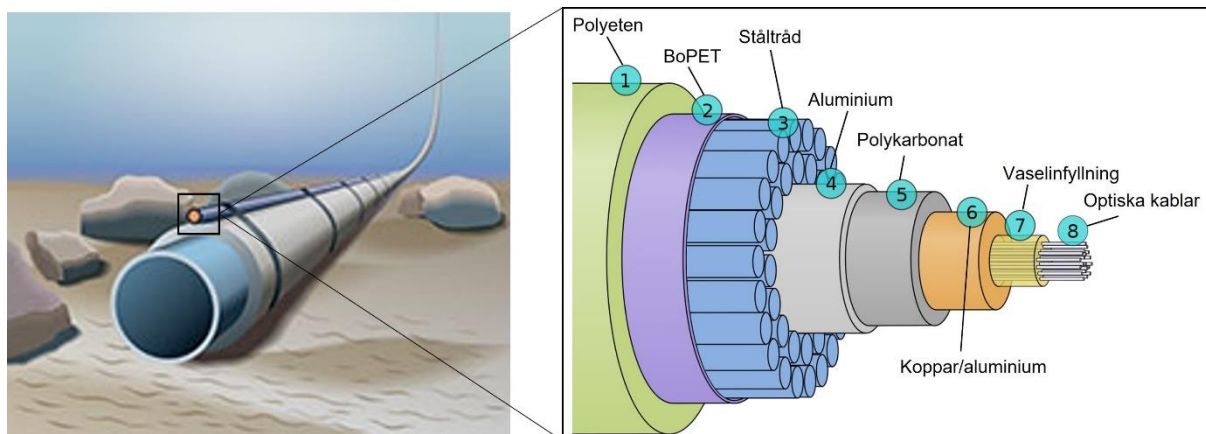 Polyeten
1
BoPET
2
Ståltråd
3
Aluminium
4
Polykarbonat
5
6
Koppar/aluminium
Vaselinfyllning
7
Optiska kablar
8